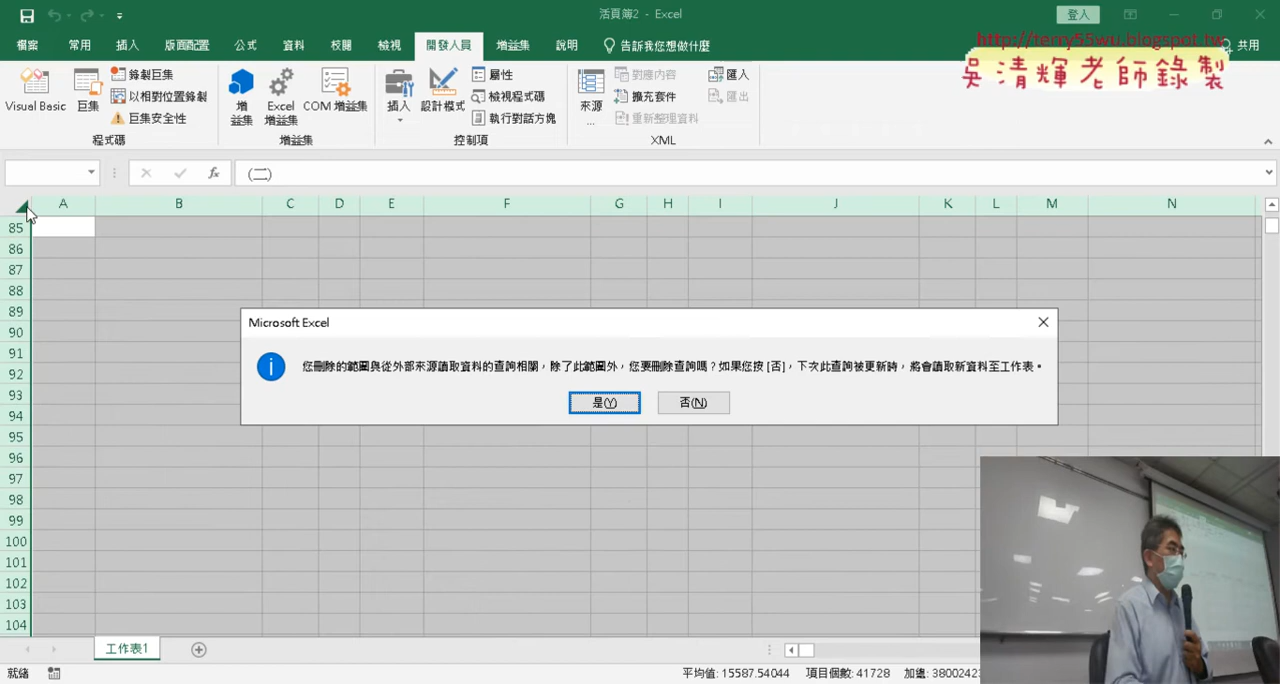 活頁簿2 - Excel
登入
檔案 常用 插入 版面配置 公式 資料 校閱 檢視 開發人員 增益集 說明 告訴我您想做什麼 共用
http://terry55wu.blogspot.tw
吳清輝老師錄製
Visual Basic
巨集
錄製巨集
以相對位置錄製
巨集安全性
程式碼
增益集
Excel 增益集
COM 增益集
增益集
插入
設計模式
屬性
檢視程式碼
執行對話方塊
控制項
來源...
對應內容
擴充套件
重新整理資料
匯入
匯出
XML
fx
(二)
A B C D E F G H I J K L M N
85
86
87
88
89
90
91
92
93
94
95
96
97
98
99
100
101
102
103
104
Microsoft Excel
您刪除的範圍與從外部來源讀取資料的查詢相關，除了此範圍外，您要刪除查詢嗎？如果您按 [否]，下次此查詢被更新時，將會讀取新資料至工作表。
是(Y) 否(N)
工作表1
就緒 平均值: 15587.54044 項目個數: 41728 加總: 3800242